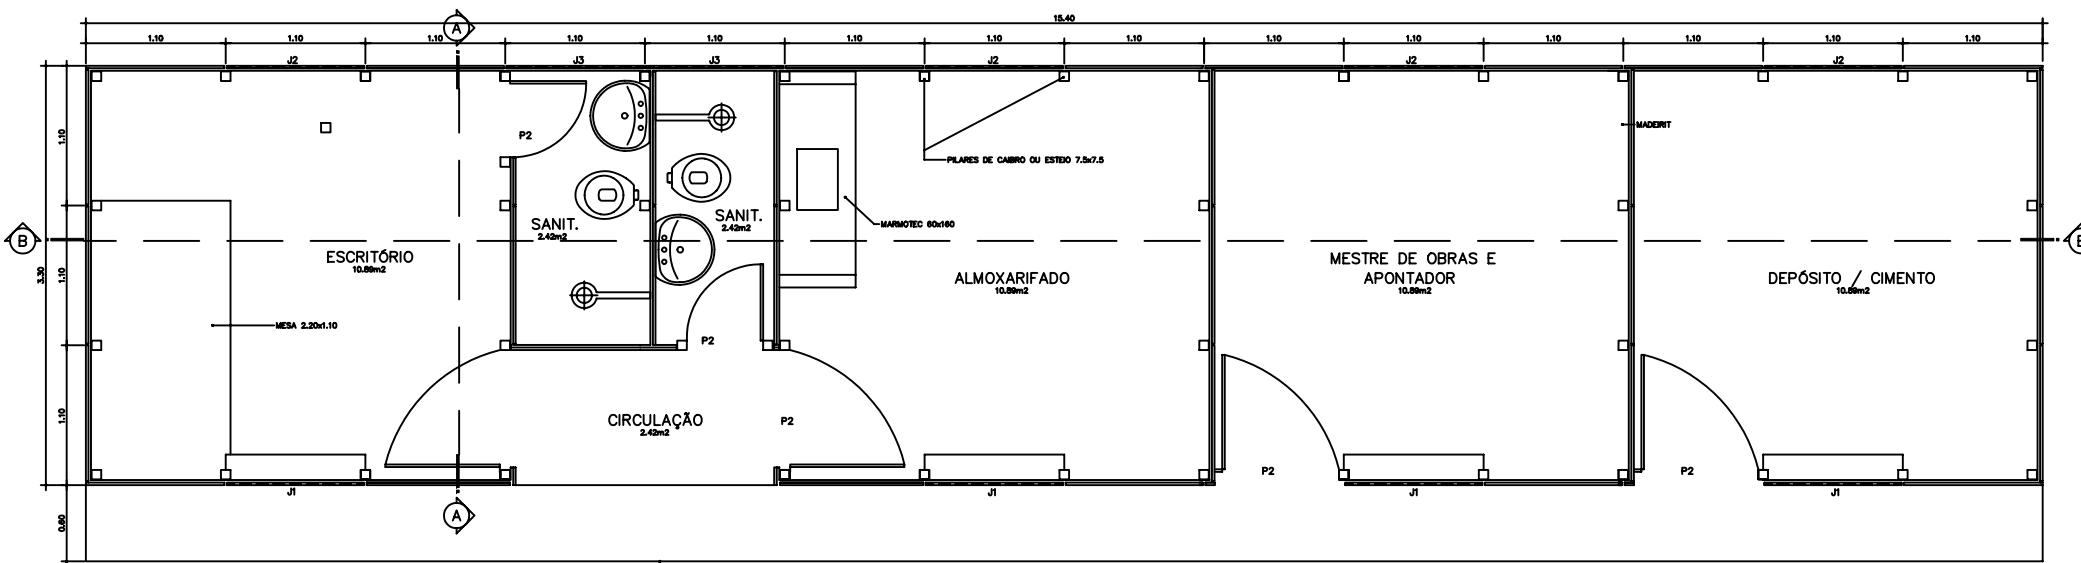 A
15.40
1.10 1.10 1.10 1.10 1.10 1.10 1.10 1.10 1.10 1.10 1.10 1.10 1.10 1.10
J2 J3 J3 J2 J2 J2
1.10
P2
MADEIRIT
PILARES DE CAIBRO OU ESTEIO 7.5x7.5
SANIT.
2.42m2
SANIT.
2.42m2
MARMOTEC 60x160
B
3.30
1.10
ESCRITÓRIO
10.89m2
ALMOXARIFADO
10.89m2
MESTRE DE OBRAS E
APONTADOR
10.89m2
DEPÓSITO / CIMENTO
10.89m2
MESA 2.20x1.10
P2
1.10
CIRCULAÇÃO
2.42m2
P2
P2
P2
J1 J1 J1 J1
A
0.60